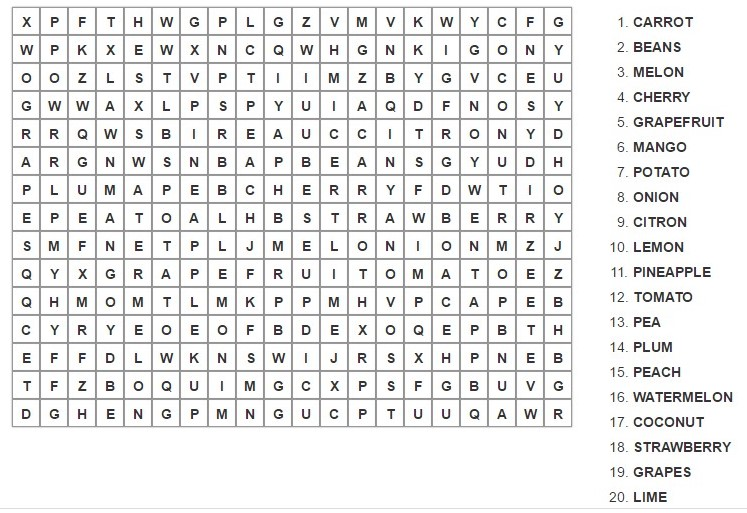 X P F T H W G P L G Z V M V K W Y C F G
W P K X E W X N C Q W H G N K I G O N Y
O O Z L S T V P T I I M Z B Y G V C E U
G W W A X L P S P Y U I A Q D F N O S Y
R R Q W S B I R E A U C C I T R O N Y D
A R G N W S N B A P B E A N S G Y U D H
P L U M A P E B C H E R R Y F D W T I O
E P E A T O A L H B S T R A W B E R R Y
S M F N E T P L J M E L O N I O N M Z J
Q Y X G R A P E F R U I T O M A T O E Z
Q H M O M T L M K P P M H V P C A P E B
C Y R Y E O E O F B D E X O Q E P B T H
E F F D L W K N S W I J R S X H P N E B
T F Z B O Q U I M G C X P S F G B U V G
D G H E N G P M N G U C P T U U Q A W R
1. CARROT
2. BEANS
3. MELON
4. CHERRY
5. GRAPEFRUIT
6. MANGO
7. POTATO
8. ONION
9. CITRON
10. LEMON
11. PINEAPPLE
12. TOMATO
13. PEA
14. PLUM
15. PEACH
16. WATERMELON
17. COCONUT
18. STRAWBERRY
19. GRAPES
20. LIME